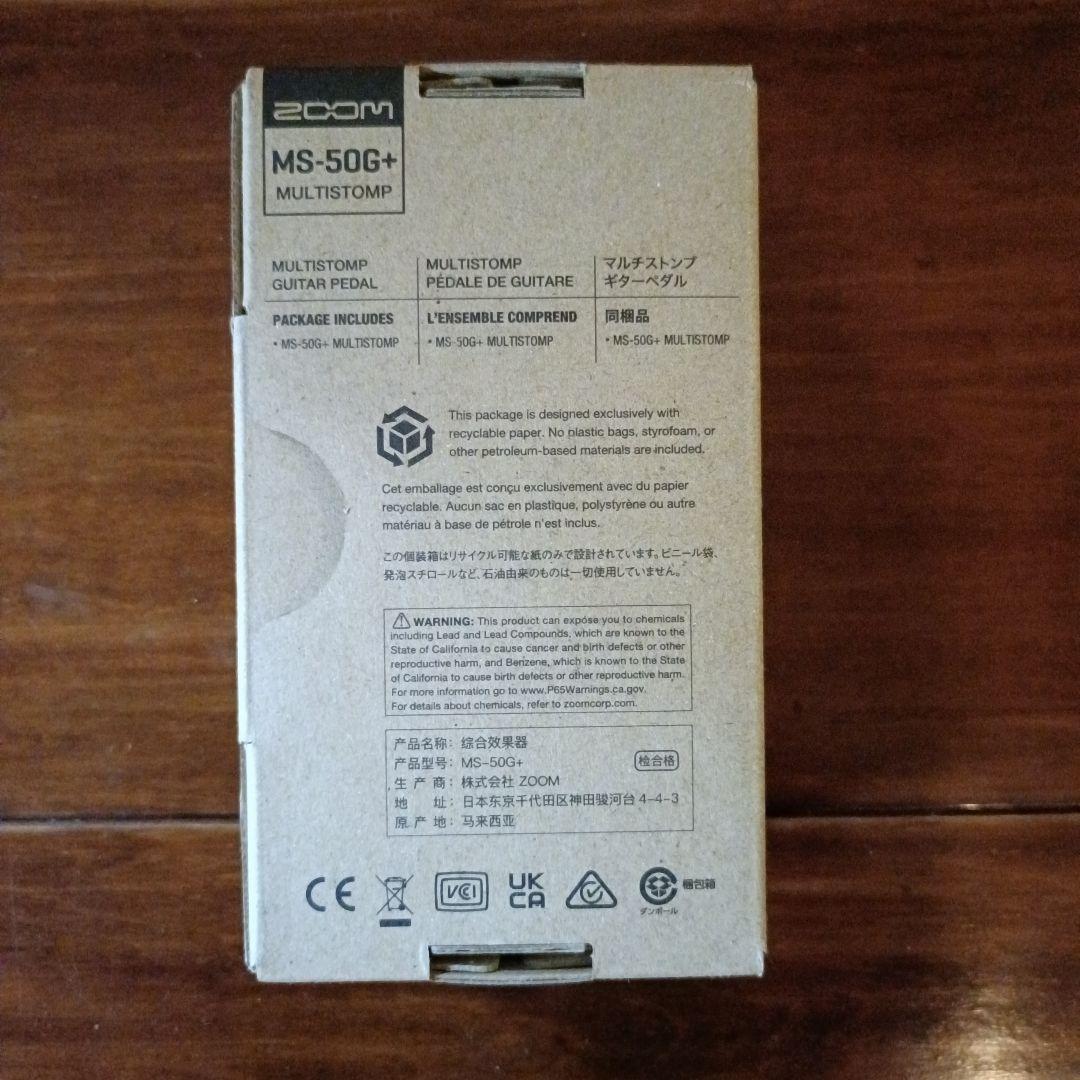 ZOOM
MS-50G+
MULTISTOMP
MULTISTOMP
GUITAR PEDAL
MULTISTOMP
PÉDALE DE GUITARE
マルチストンプ
ギターペダル
PACKAGE INCLUDES
• MS-50G+ MULTISTOMP
L'ENSEMBLE COMPREND
• MS-50G+ MULTISTOMP
同梱品
• MS-50G+ MULTISTOMP
This package is designed exclusively with
recyclable paper. No plastic bags, styrofoam, or
other petroleum-based materials are included.
Cet emballage est conçu exclusivement avec du papier
recyclable. Aucun sac en plastique, polystyrène ou autre
matériau à base de pétrole n'est inclus.
この個装箱はリサイクル可能な紙のみで設計されています。ビニール袋、
発泡スチロールなど、石油由来のものは一切使用していません。
WARNING: This product can expose you to chemicals
including Lead and Lead Compounds, which are known to the
State of California to cause cancer and birth defects or other
reproductive harm, and Benzene, which is known to the State
of California to cause birth defects or other reproductive harm.
For more information go to www.P65Warnings.ca.gov.
For details about chemicals, refer to zoomcorp.com.
产品名称：综合效果器
产品型号：MS-50G+
检合格
生产商：株式会社 ZOOM
地址：日本东京千代田区神田骏河台 4-4-3
原产地：马来西亚
CE
VCI
UK
CA
梱包箱
ダンボール